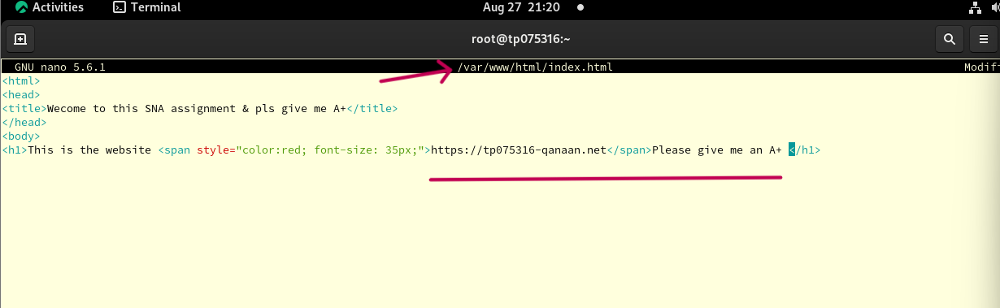 Activities Terminal Aug 27 21:20
root@tp075316:~
GNU nano 5.6.1 /var/www/html/index.html Modif
<html>
<head>
<title>Wecome to this SNA assignment & pls give me A+</title>
</head>
<body>
<h1>This is the website <span style="color:red; font-size: 35px;">https://tp075316-qanaan.net</span>Please give me an A+ </h1>